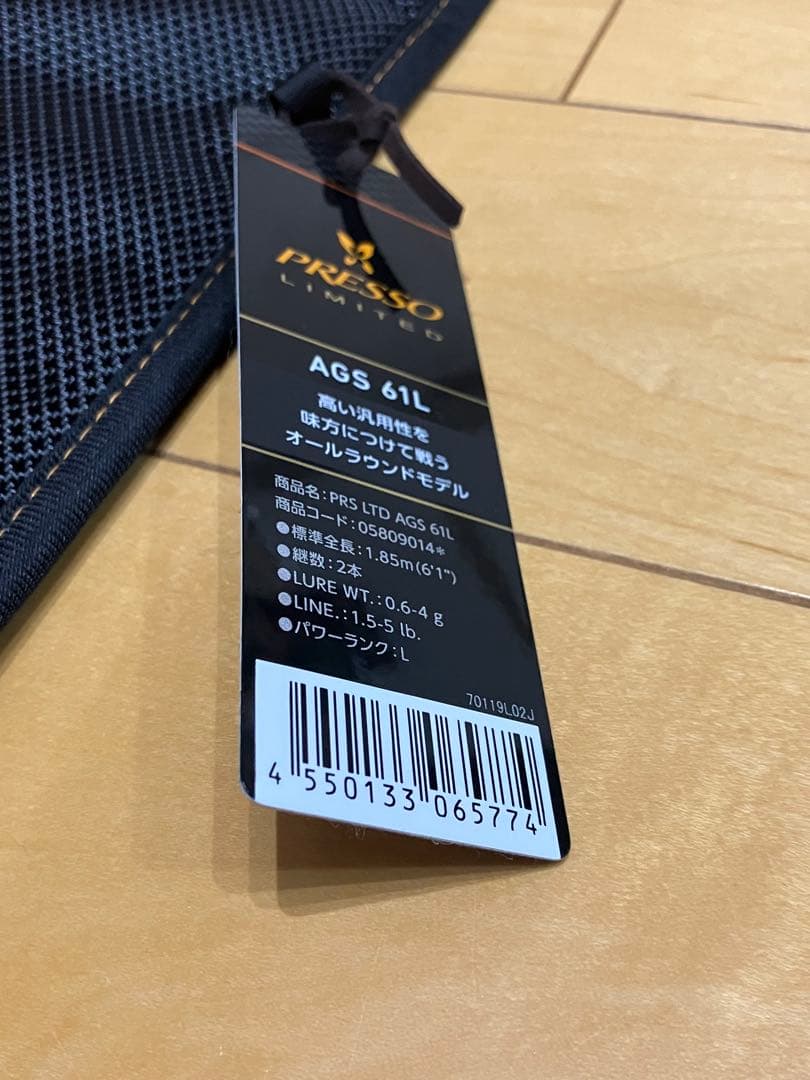 PRESSO
LIMITED
AGS 61L
高い汎用性を
味方につけて戦う
オールラウンドモデル
商品名:PRS LTD AGS 61L
商品コード:05809014*
●標準全長:1.85m(6'1")
●継数:2本
●LURE WT.:0.6-4 g
●LINE.:1.5-5 lb.
●パワーランク:L
70119L02J
4 550133 065774